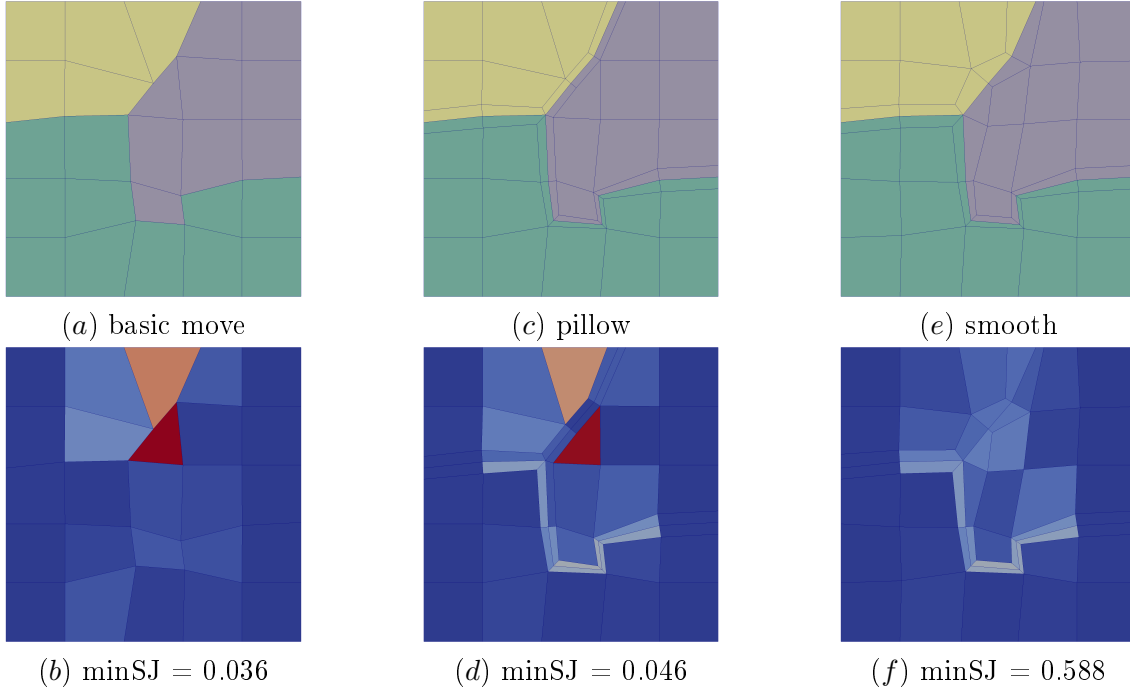 (a) basic move
(c) pillow
(e) smooth
(b) minSJ = 0.036
(d) minSJ = 0.046
(f) minSJ = 0.588